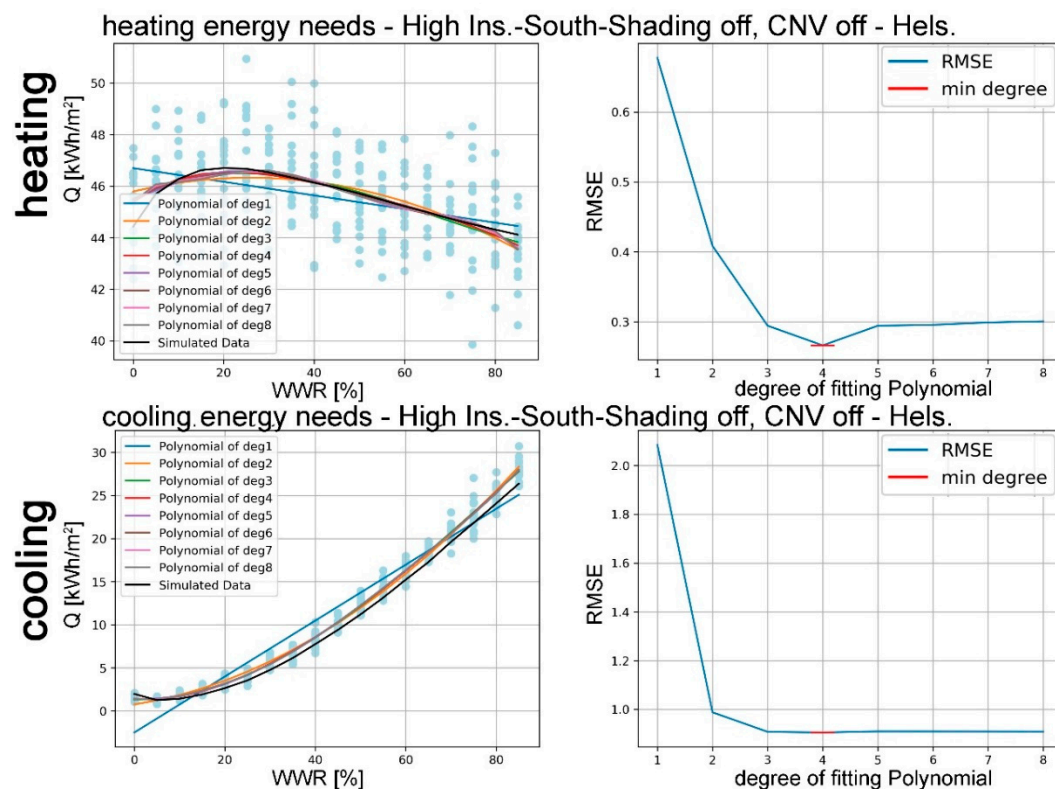 heating energy needs - High Ins.-South-Shading off, CNV off - Hels.
heating
Q [kWh/m²]
50
48
46
44
42
40
Polynomial of deg1
Polynomial of deg2
Polynomial of deg3
Polynomial of deg4
Polynomial of deg5
Polynomial of deg6
Polynomial of deg7
Polynomial of deg8
Simulated Data
0 20 40 60 80
WWR [%]
RMSE
0.6
0.5
0.4
0.3
RMSE
min degree
1 2 3 4 5 6 7 8
degree of fitting Polynomial
cooling energy needs - High Ins.-South-Shading off, CNV off - Hels.
cooling
Q [kWh/m²]
30
25
20
15
10
5
0
Polynomial of deg1
Polynomial of deg2
Polynomial of deg3
Polynomial of deg4
Polynomial of deg5
Polynomial of deg6
Polynomial of deg7
Polynomial of deg8
Simulated Data
0 20 40 60 80
WWR [%]
RMSE
2.0
1.8
1.6
1.4
1.2
1.0
RMSE
min degree
1 2 3 4 5 6 7 8
degree of fitting Polynomial